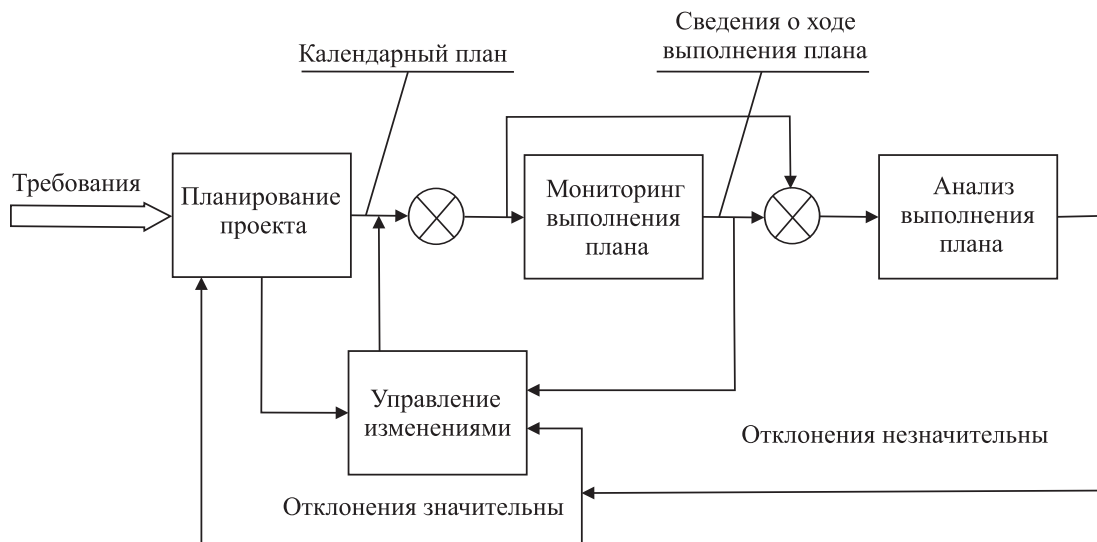 Календарный план
Сведения о ходе
выполнения плана
Требования
Планирование
проекта
Мониторинг
выполнения
плана
Анализ
выполнения
плана
Управление
изменениями
Отклонения незначительны
Отклонения значительны